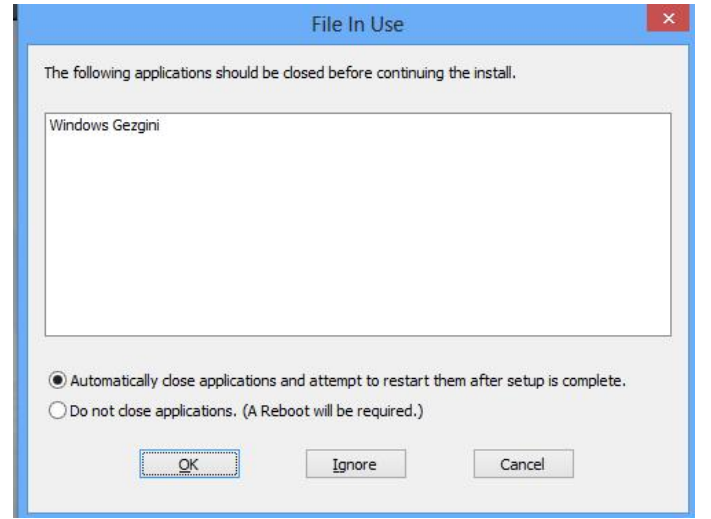 File In Use
The following applications should be closed before continuing the install.
Windows Gezgini
Automatically close applications and attempt to restart them after setup is complete.
Do not close applications. (A Reboot will be required.)
OK
Ignore
Cancel